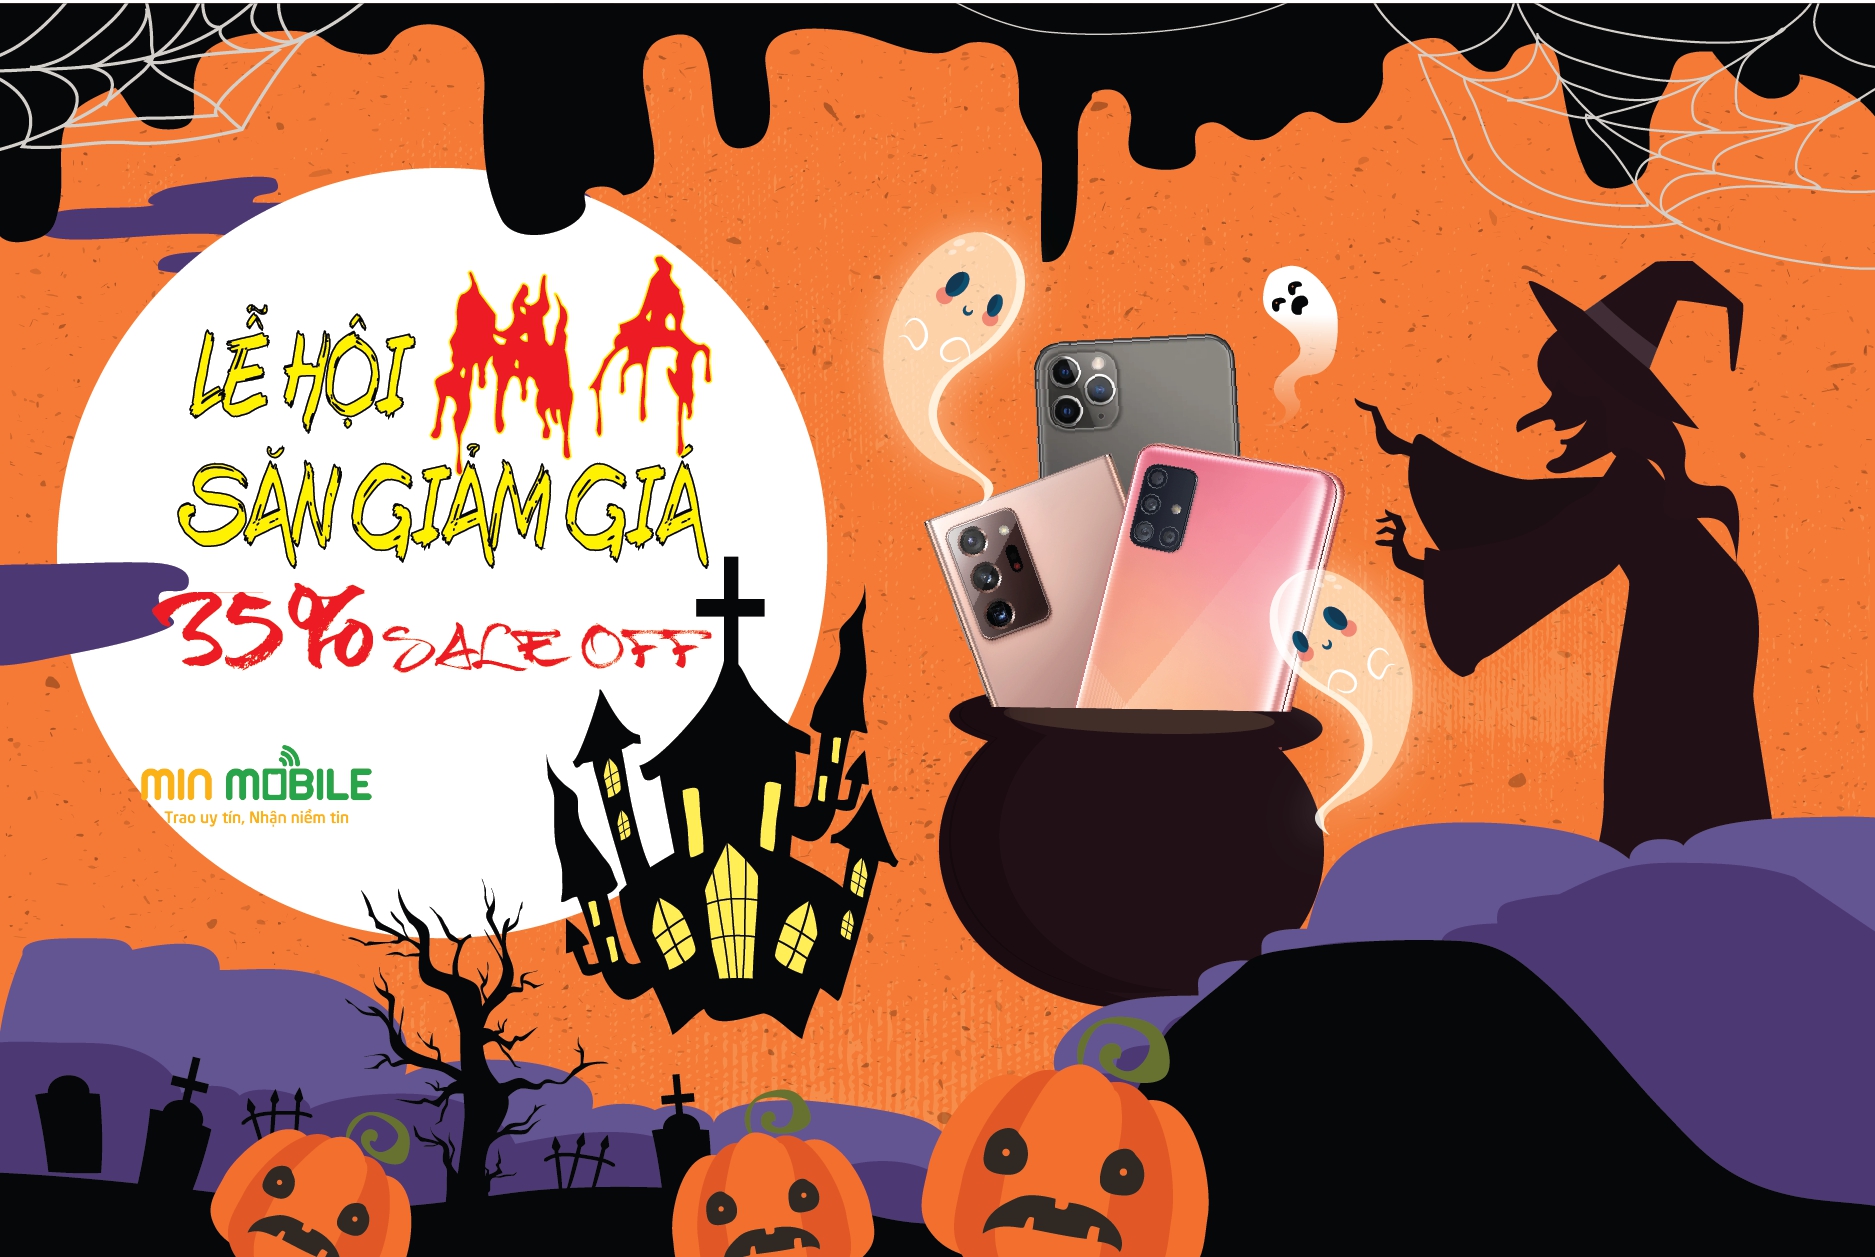 LỄ HỘI MA
SĂN GIẢM GIÁ
35% SALE OFF
MIN MOBILE
Trao uy tín, Nhận niềm tin